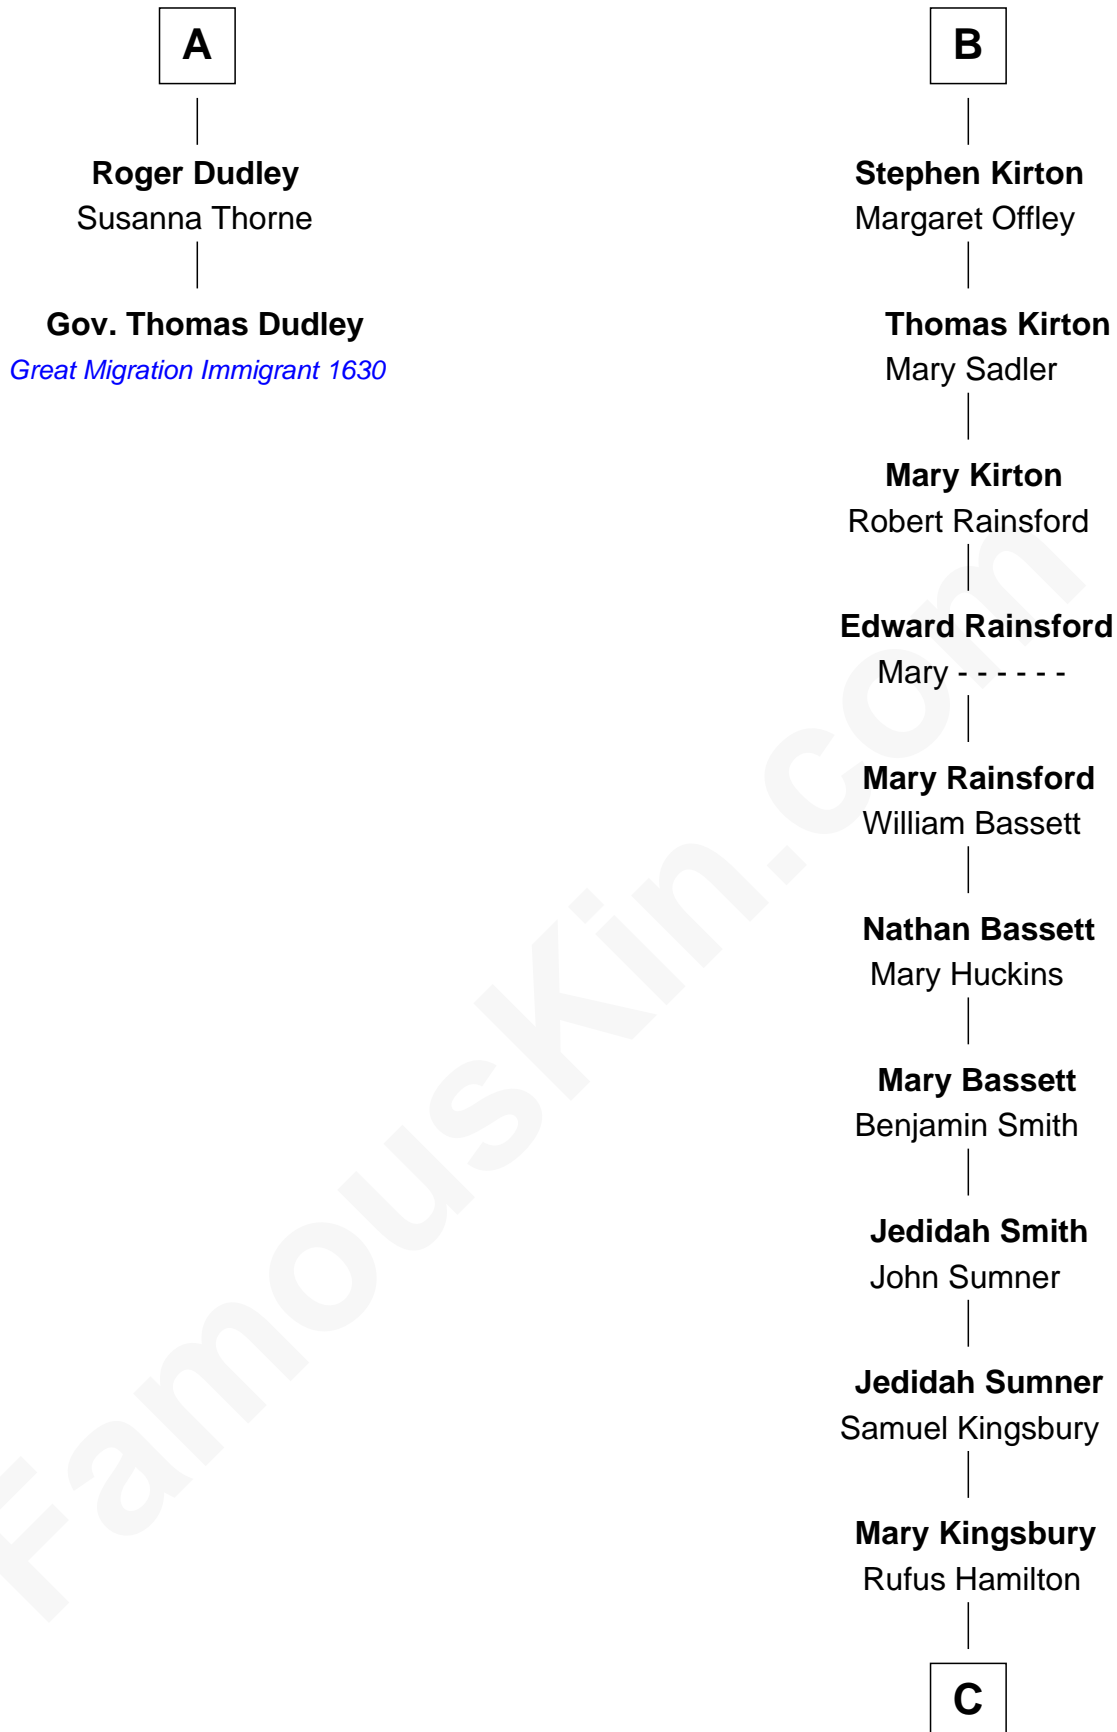 A
Roger Dudley
Susanna Thorne
Gov. Thomas Dudley
Great Migration Immigrant 1630
B
Stephen Kirton
Margaret Offley
Thomas Kirton
Mary Sadler
Mary Kirton
Robert Rainsford
Edward Rainsford
Mary - - - - - -
Mary Rainsford
William Bassett
Nathan Bassett
Mary Huckins
Mary Bassett
Benjamin Smith
Jedidah Smith
John Sumner
Jedidah Sumner
Samuel Kingsbury
Mary Kingsbury
Rufus Hamilton
C
FamousKin.com